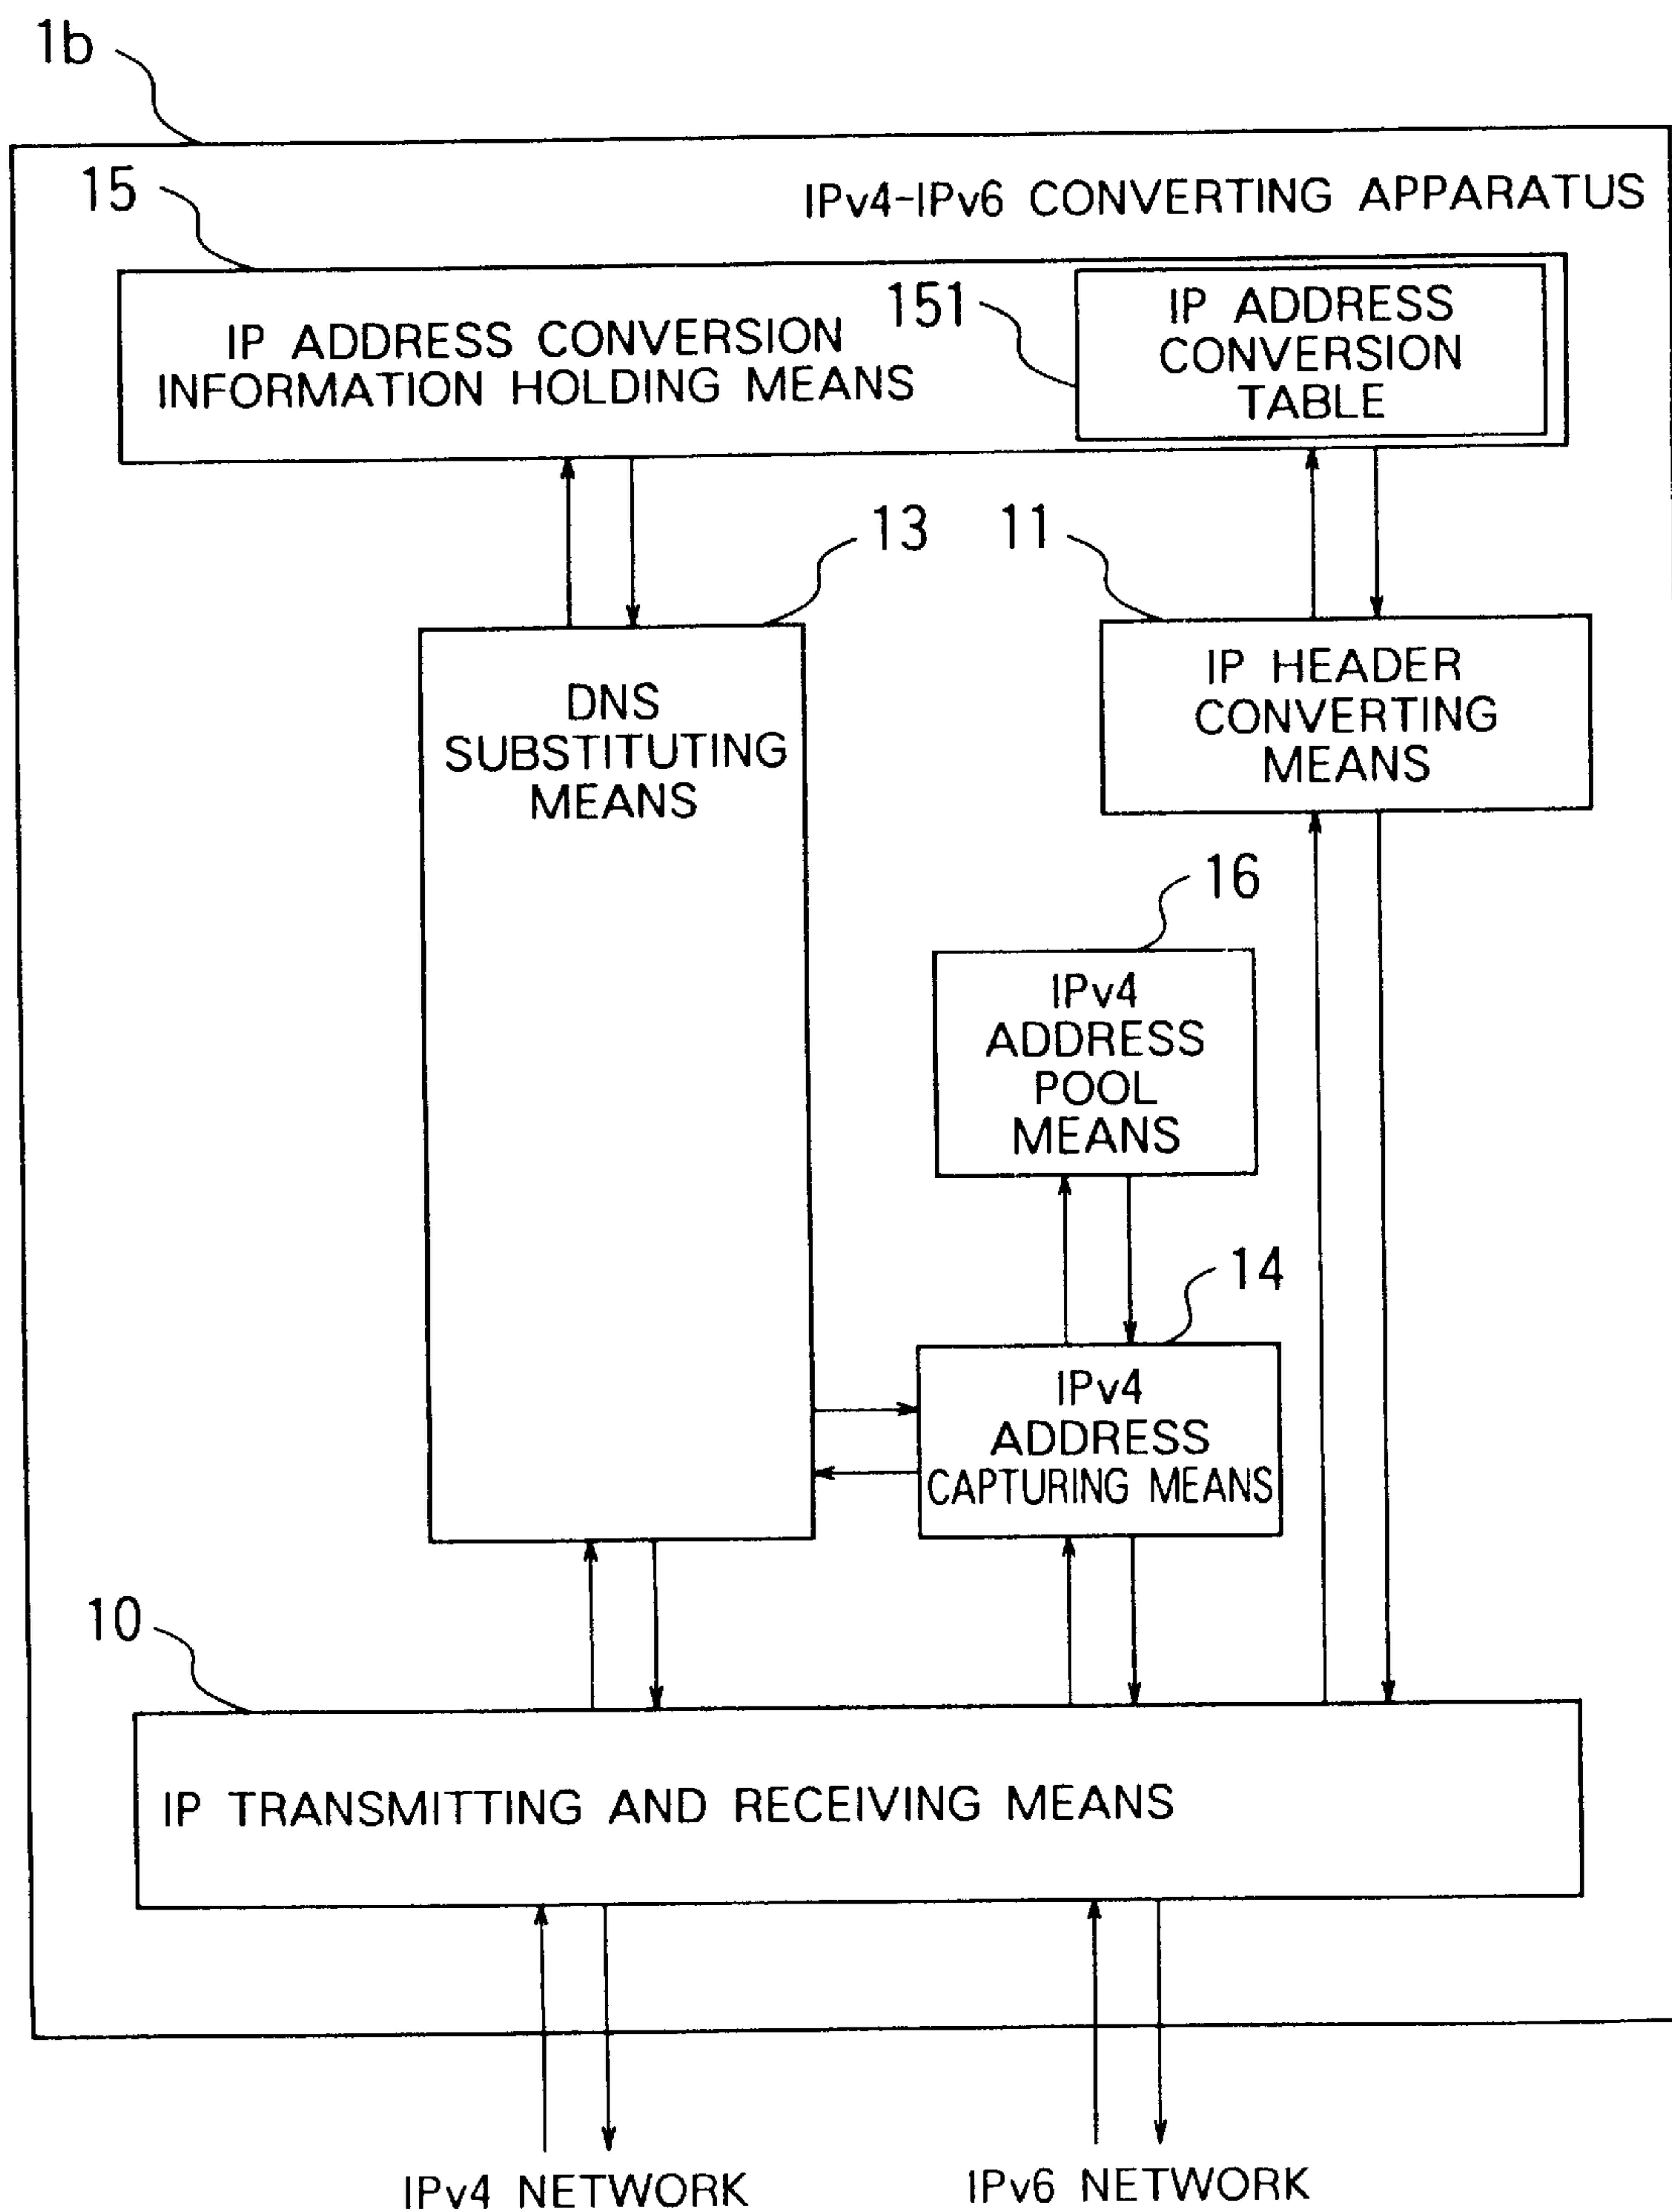 1b
15
IPv4-IPv6 CONVERTING APPARATUS
IP ADDRESS CONVERSION
INFORMATION HOLDING MEANS
151
IP ADDRESS
CONVERSION
TABLE
13
11
DNS
SUBSTITUTING
MEANS
IP HEADER
CONVERTING
MEANS
16
IPv4
ADDRESS
POOL
MEANS
14
IPv4
ADDRESS
CAPTURING MEANS
10
IP TRANSMITTING AND RECEIVING MEANS
IPv4 NETWORK
IPv6 NETWORK